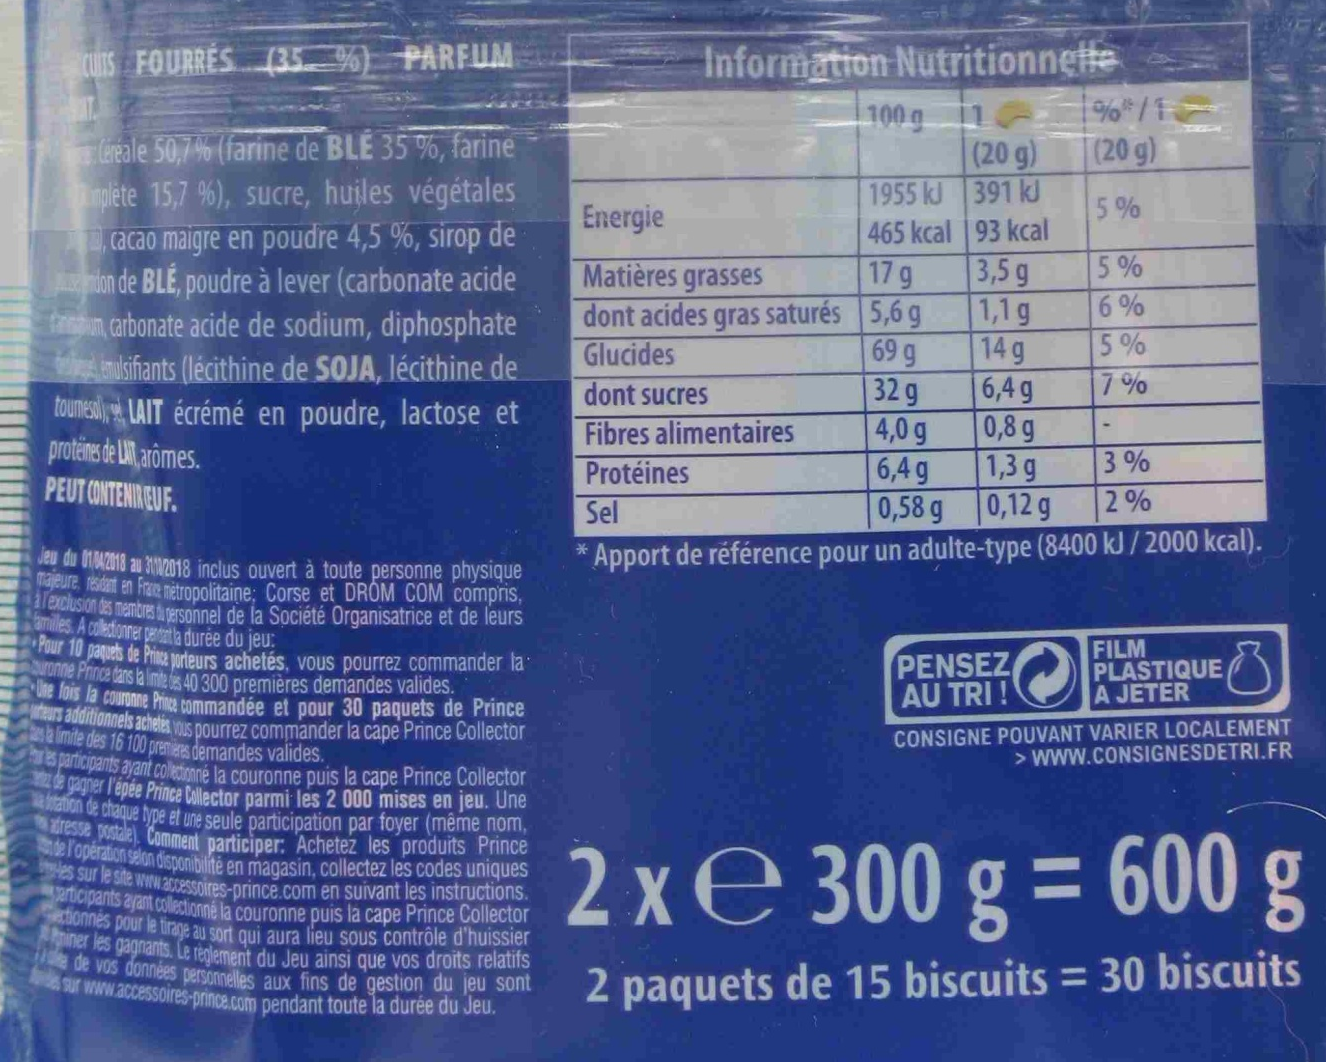 FOURRÉS (35 %) PARFUM
Céréale 50,7 % (farine de BLÉ 35 %, farine
15,7 %), sucre, huiles végétales
, cacao maigre en poudre 4,5 %, sirop de
de BLÉ, poudre à lever (carbonate acide
carbonate acide de sodium, diphosphate
émulsifiants (lécithine de SOJA, lécithine de
tournesol), sel, LAIT écrémé en poudre, lactose et
protéines de LAIT, arômes.
PEUT CONTENIR ŒUF.
Jeu du 01/04/2018 au 31/10/2018 inclus ouvert à toute personne physique
majeure, résidant en France métropolitaine; Corse et DROM COM compris,
à l'exclusion des membres du personnel de la Société Organisatrice et de leurs
familles. A collectionner pendant la durée du jeu:
• Pour 10 paquets de Prince porteurs achetés, vous pourrez commander la
couronne Prince dans la limite des 40 300 premières demandes valides.
• Une fois la couronne Prince commandée et pour 30 paquets de Prince
porteurs additionnels achetés vous pourrez commander la cape Prince Collector
dans la limite des 16 100 premières demandes valides.
les participants ayant collectionné la couronne puis la cape Prince Collector
de gagner l'épée Prince Collector parmi les 2 000 mises en jeu. Une
dotation de chaque type et une seule participation par foyer (même nom,
adresse postale). Comment participer: Achetez les produits Prince
de l'opération selon disponibilité en magasin, collectez les codes uniques
sur le site www.accessoires-prince.com en suivant les instructions.
participants ayant collectionné la couronne puis la cape Prince Collector
pour le tirage au sort qui aura lieu sous contrôle d'huissier
les gagnants. Le règlement du Jeu ainsi que vos droits relatifs
de vos données personnelles aux fins de gestion du jeu sont
sur www.accessoires-prince.com pendant toute la durée du Jeu.
Information Nutritionnelle
100 g 1 (20 g) %*/1 (20 g)
Energie 1955 kJ 465 kcal 391 kJ 93 kcal 5 %
Matières grasses 17 g 3,5 g 5 %
dont acides gras saturés 5,6 g 1,1 g 6 %
Glucides 69 g 14 g 5 %
dont sucres 32 g 6,4 g 7 %
Fibres alimentaires 4,0 g 0,8 g -
Protéines 6,4 g 1,3 g 3 %
Sel 0,58 g 0,12 g 2 %
* Apport de référence pour un adulte-type (8400 kJ / 2000 kcal).
PENSEZ
AU TRI !
FILM
PLASTIQUE
A JETER
CONSIGNE POUVANT VARIER LOCALEMENT
> WWW.CONSIGNESDETRI.FR
2 x e 300 g = 600 g
2 paquets de 15 biscuits = 30 biscuits